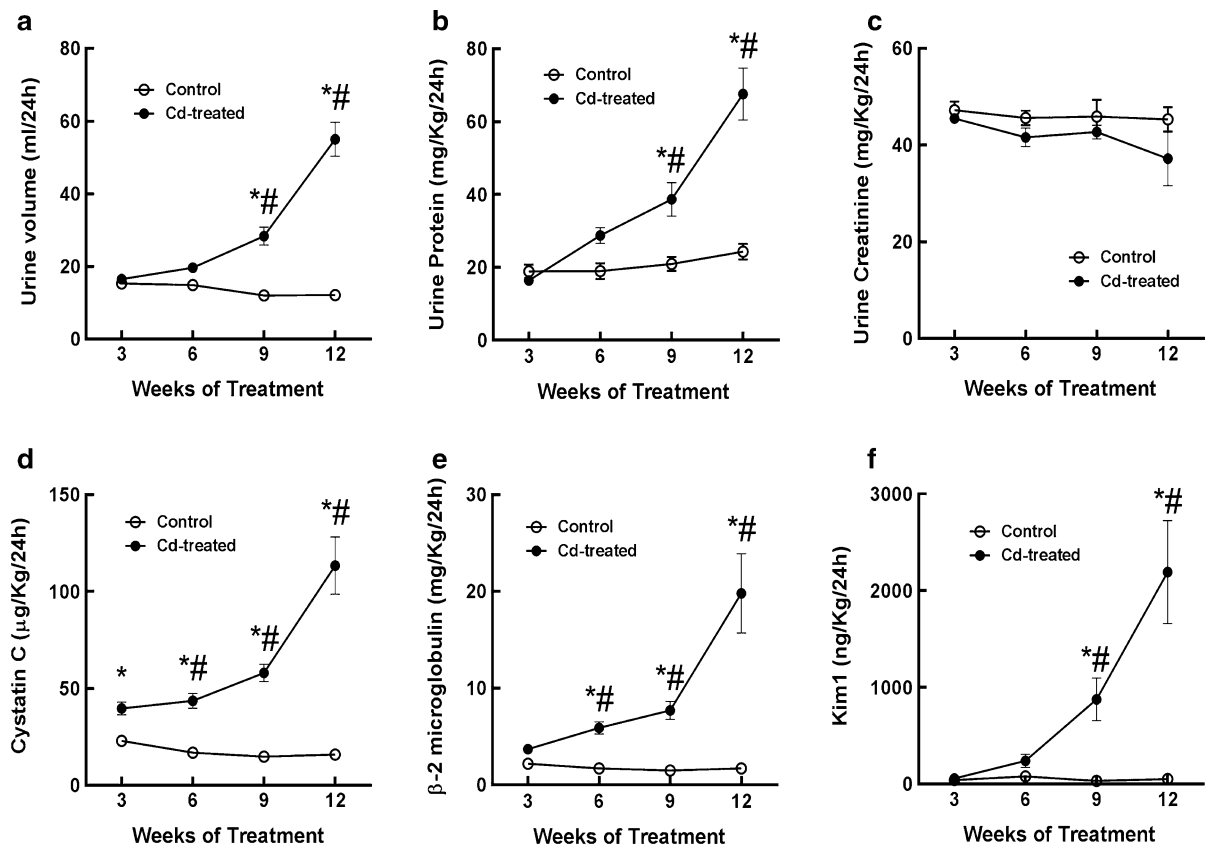 a
Urine volume (ml/24h)
80
60
40
20
0
Control
Cd-treated
*#
*#
3 6 9 12
Weeks of Treatment
b
Urine Protein (mg/Kg/24h)
80
60
40
20
0
Control
Cd-treated
*#
*#
3 6 9 12
Weeks of Treatment
c
Urine Creatinine (mg/Kg/24h)
60
40
20
0
Control
Cd-treated
3 6 9 12
Weeks of Treatment
d
Cystatin C (μg/Kg/24h)
150
100
50
0
Control
Cd-treated
*
*#
*#
*#
3 6 9 12
Weeks of Treatment
e
β-2 microglobulin (mg/Kg/24h)
30
20
10
0
Control
Cd-treated
*#
*#
*#
3 6 9 12
Weeks of Treatment
f
Kim1 (ng/Kg/24h)
3000
2000
1000
0
Control
Cd-treated
*#
*#
3 6 9 12
Weeks of Treatment